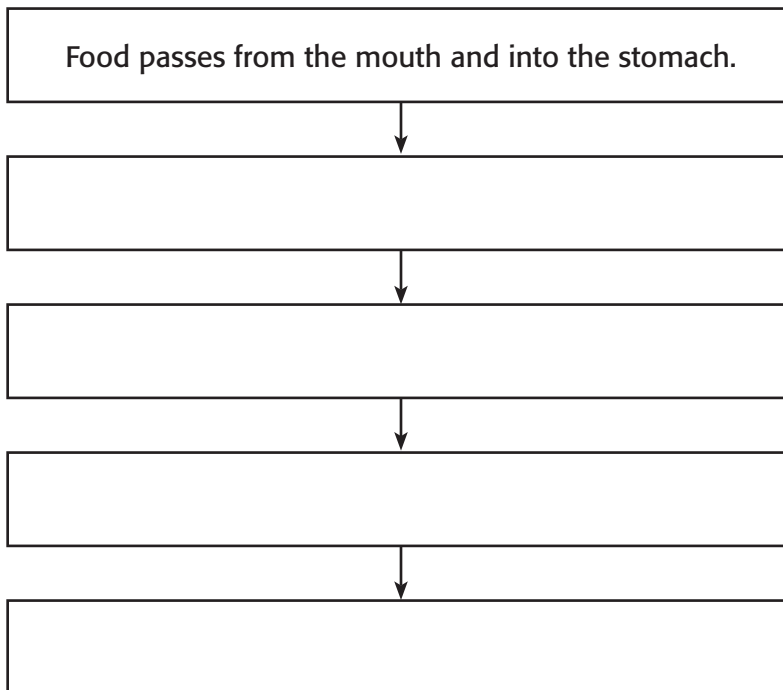 Food passes from the mouth and into the stomach.